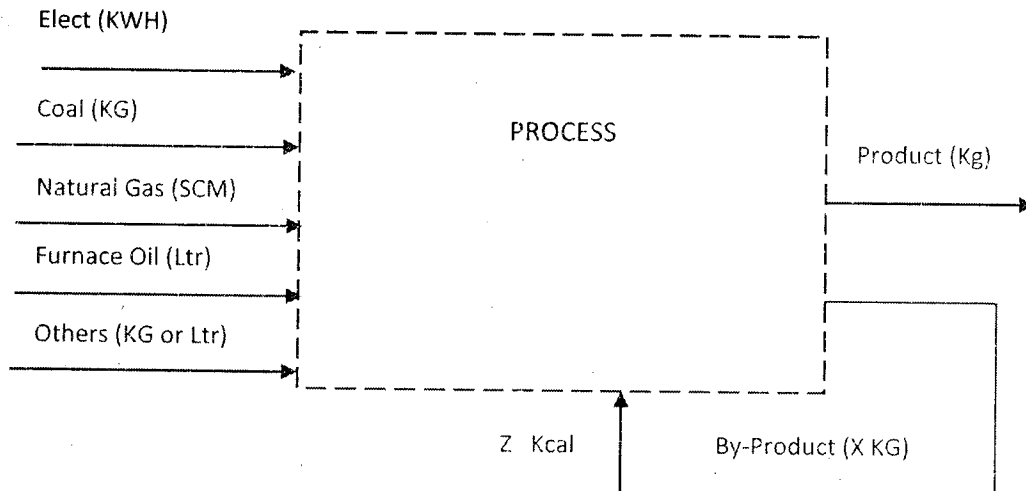 Elect (KWH)
Coal (KG)
PROCESS
Product (Kg)
Natural Gas (SCM)
Furnace Oil (Ltr)
Others (KG or Ltr)
Z Kcal
By-Product (X KG)